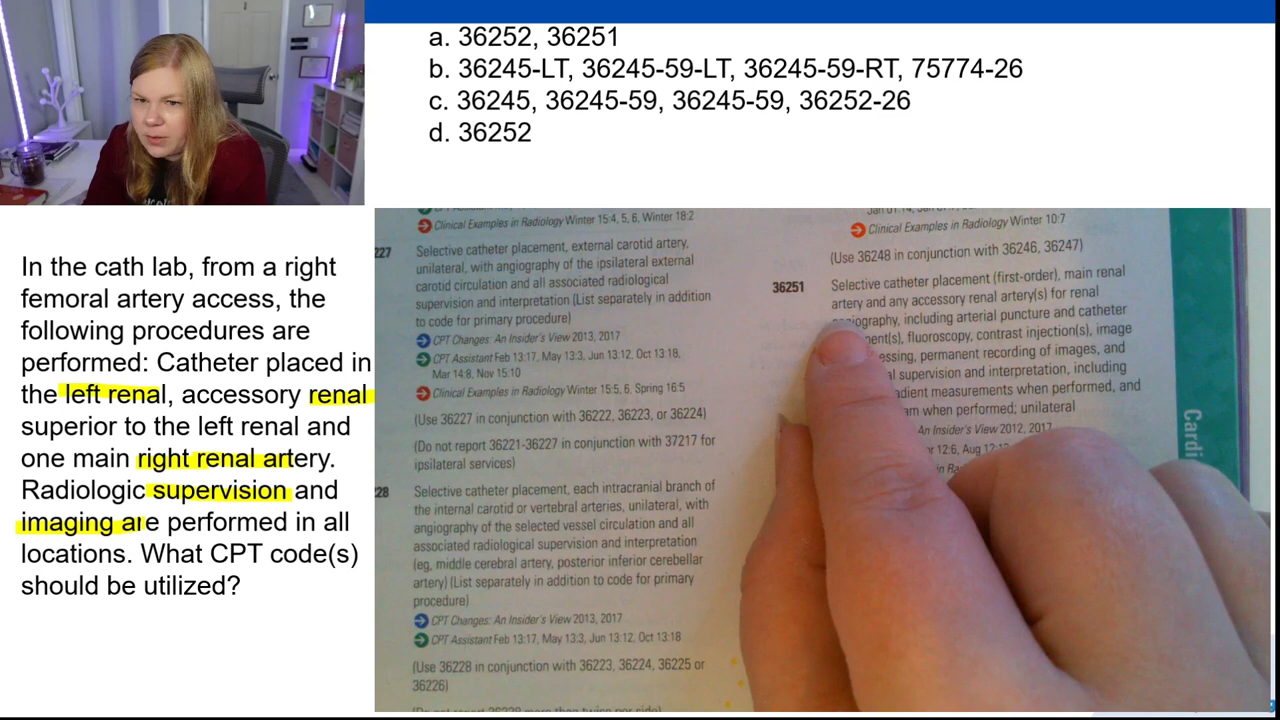 a. 36252, 36251
b. 36245-LT, 36245-59-LT, 36245-59-RT, 75774-26
c. 36245, 36245-59, 36245-59, 36252-26
d. 36252
In the cath lab, from a right
femoral artery access, the
following procedures are
performed: Catheter placed in
the left renal, accessory renal
superior to the left renal and
one main right renal artery.
Radiologic supervision and
imaging are performed in all
locations. What CPT code(s)
should be utilized?
Clinical Examples in Radiology Winter 15:4, 5, 6, Winter 18:2
227 Selective catheter placement, external carotid artery,
unilateral, with angiography of the ipsilateral external
carotid circulation and all associated radiological
supervision and interpretation (List separately in addition
to code for primary procedure)
CPT Changes: An Insider's View 2013, 2017
CPT Assistant Feb 13:17, May 13:3, Jun 13:12, Oct 13:18,
Mar 14:8, Nov 15:10
Clinical Examples in Radiology Winter 15:5, 6, Spring 16:5
(Use 36227 in conjunction with 36222, 36223, or 36224)
(Do not report 36221-36227 in conjunction with 37217 for
ipsilateral services)
28 Selective catheter placement, each intracranial branch of
the internal carotid or vertebral arteries, unilateral, with
angiography of the selected vessel circulation and all
associated radiological supervision and interpretation
(eg, middle cerebral artery, posterior inferior cerebellar
artery) (List separately in addition to code for primary
procedure)
CPT Changes: An Insider's View 2013, 2017
CPT Assistant Feb 13:17, May 13:3, Jun 13:12, Oct 13:18
(Use 36228 in conjunction with 36223, 36224, 36225 or
36226)
(Do not report 36228 more than twice per side)
Clinical Examples in Radiology Winter 10:7
(Use 36248 in conjunction with 36246, 36247)
36251 Selective catheter placement (first-order), main renal
artery and any accessory renal artery(s) for renal
angiography, including arterial puncture and catheter
fluoroscopy, contrast injection(s), image
permanent recording of images, and
supervision and interpretation, including
measurements when performed, and
when performed; unilateral
An Insider's View 2012, 2017
12:6, Aug
Cardi